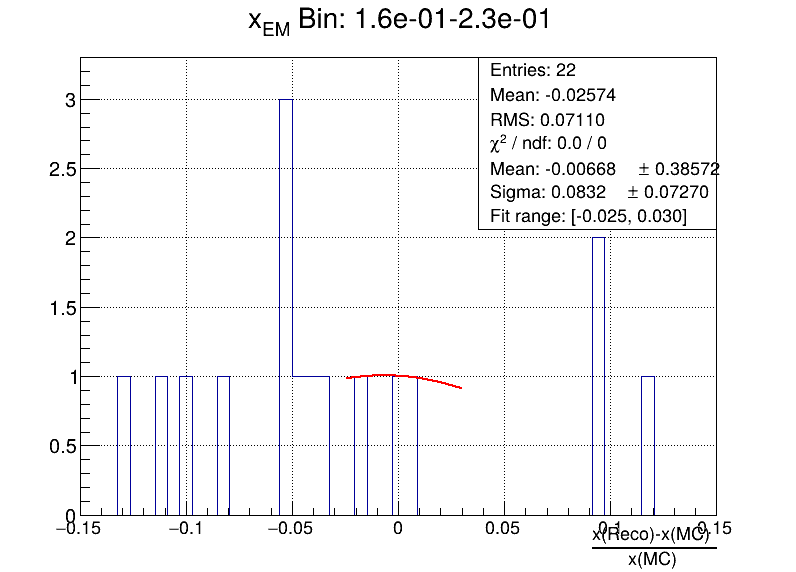 x_EM Bin: 1.6e-01-2.3e-01
Entries: 22
Mean: -0.02574
RMS: 0.07110
χ² / ndf: 0.0 / 0
Mean: -0.00668 ± 0.38572
Sigma: 0.0832 ± 0.07270
Fit range: [-0.025, 0.030]
3
2.5
2
1.5
1
0.5
0
−0.15 −0.1 −0.05 0 0.05 0.1 0.15
x(Reco)-x(MC)
x(MC)